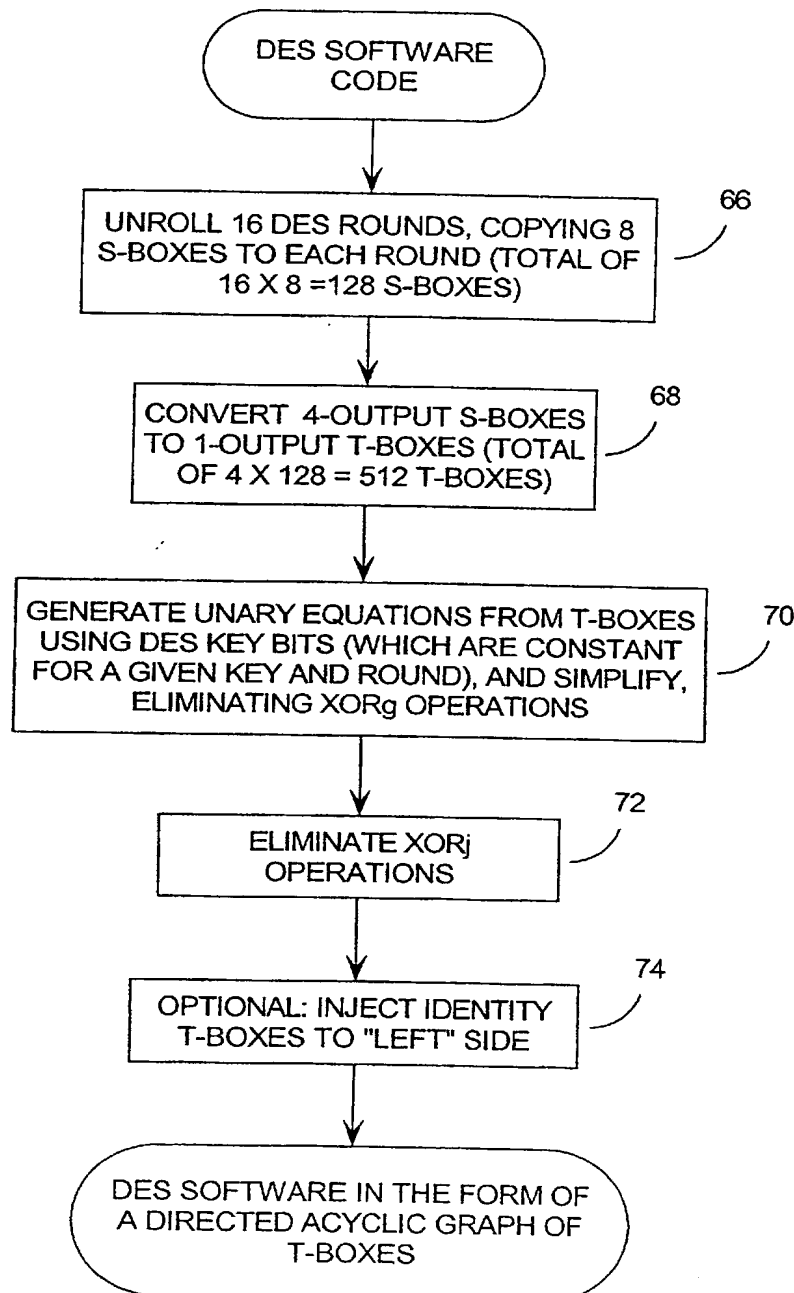 DES SOFTWARE
CODE
66
UNROLL 16 DES ROUNDS, COPYING 8
S-BOXES TO EACH ROUND (TOTAL OF
16 X 8 =128 S-BOXES)
68
CONVERT 4-OUTPUT S-BOXES
TO 1-OUTPUT T-BOXES (TOTAL
OF 4 X 128 = 512 T-BOXES)
70
GENERATE UNARY EQUATIONS FROM T-BOXES
USING DES KEY BITS (WHICH ARE CONSTANT
FOR A GIVEN KEY AND ROUND), AND SIMPLIFY,
ELIMINATING XORg OPERATIONS
72
ELIMINATE XORj
OPERATIONS
74
OPTIONAL: INJECT IDENTITY
T-BOXES TO "LEFT" SIDE
DES SOFTWARE IN THE FORM OF
A DIRECTED ACYCLIC GRAPH OF
T-BOXES